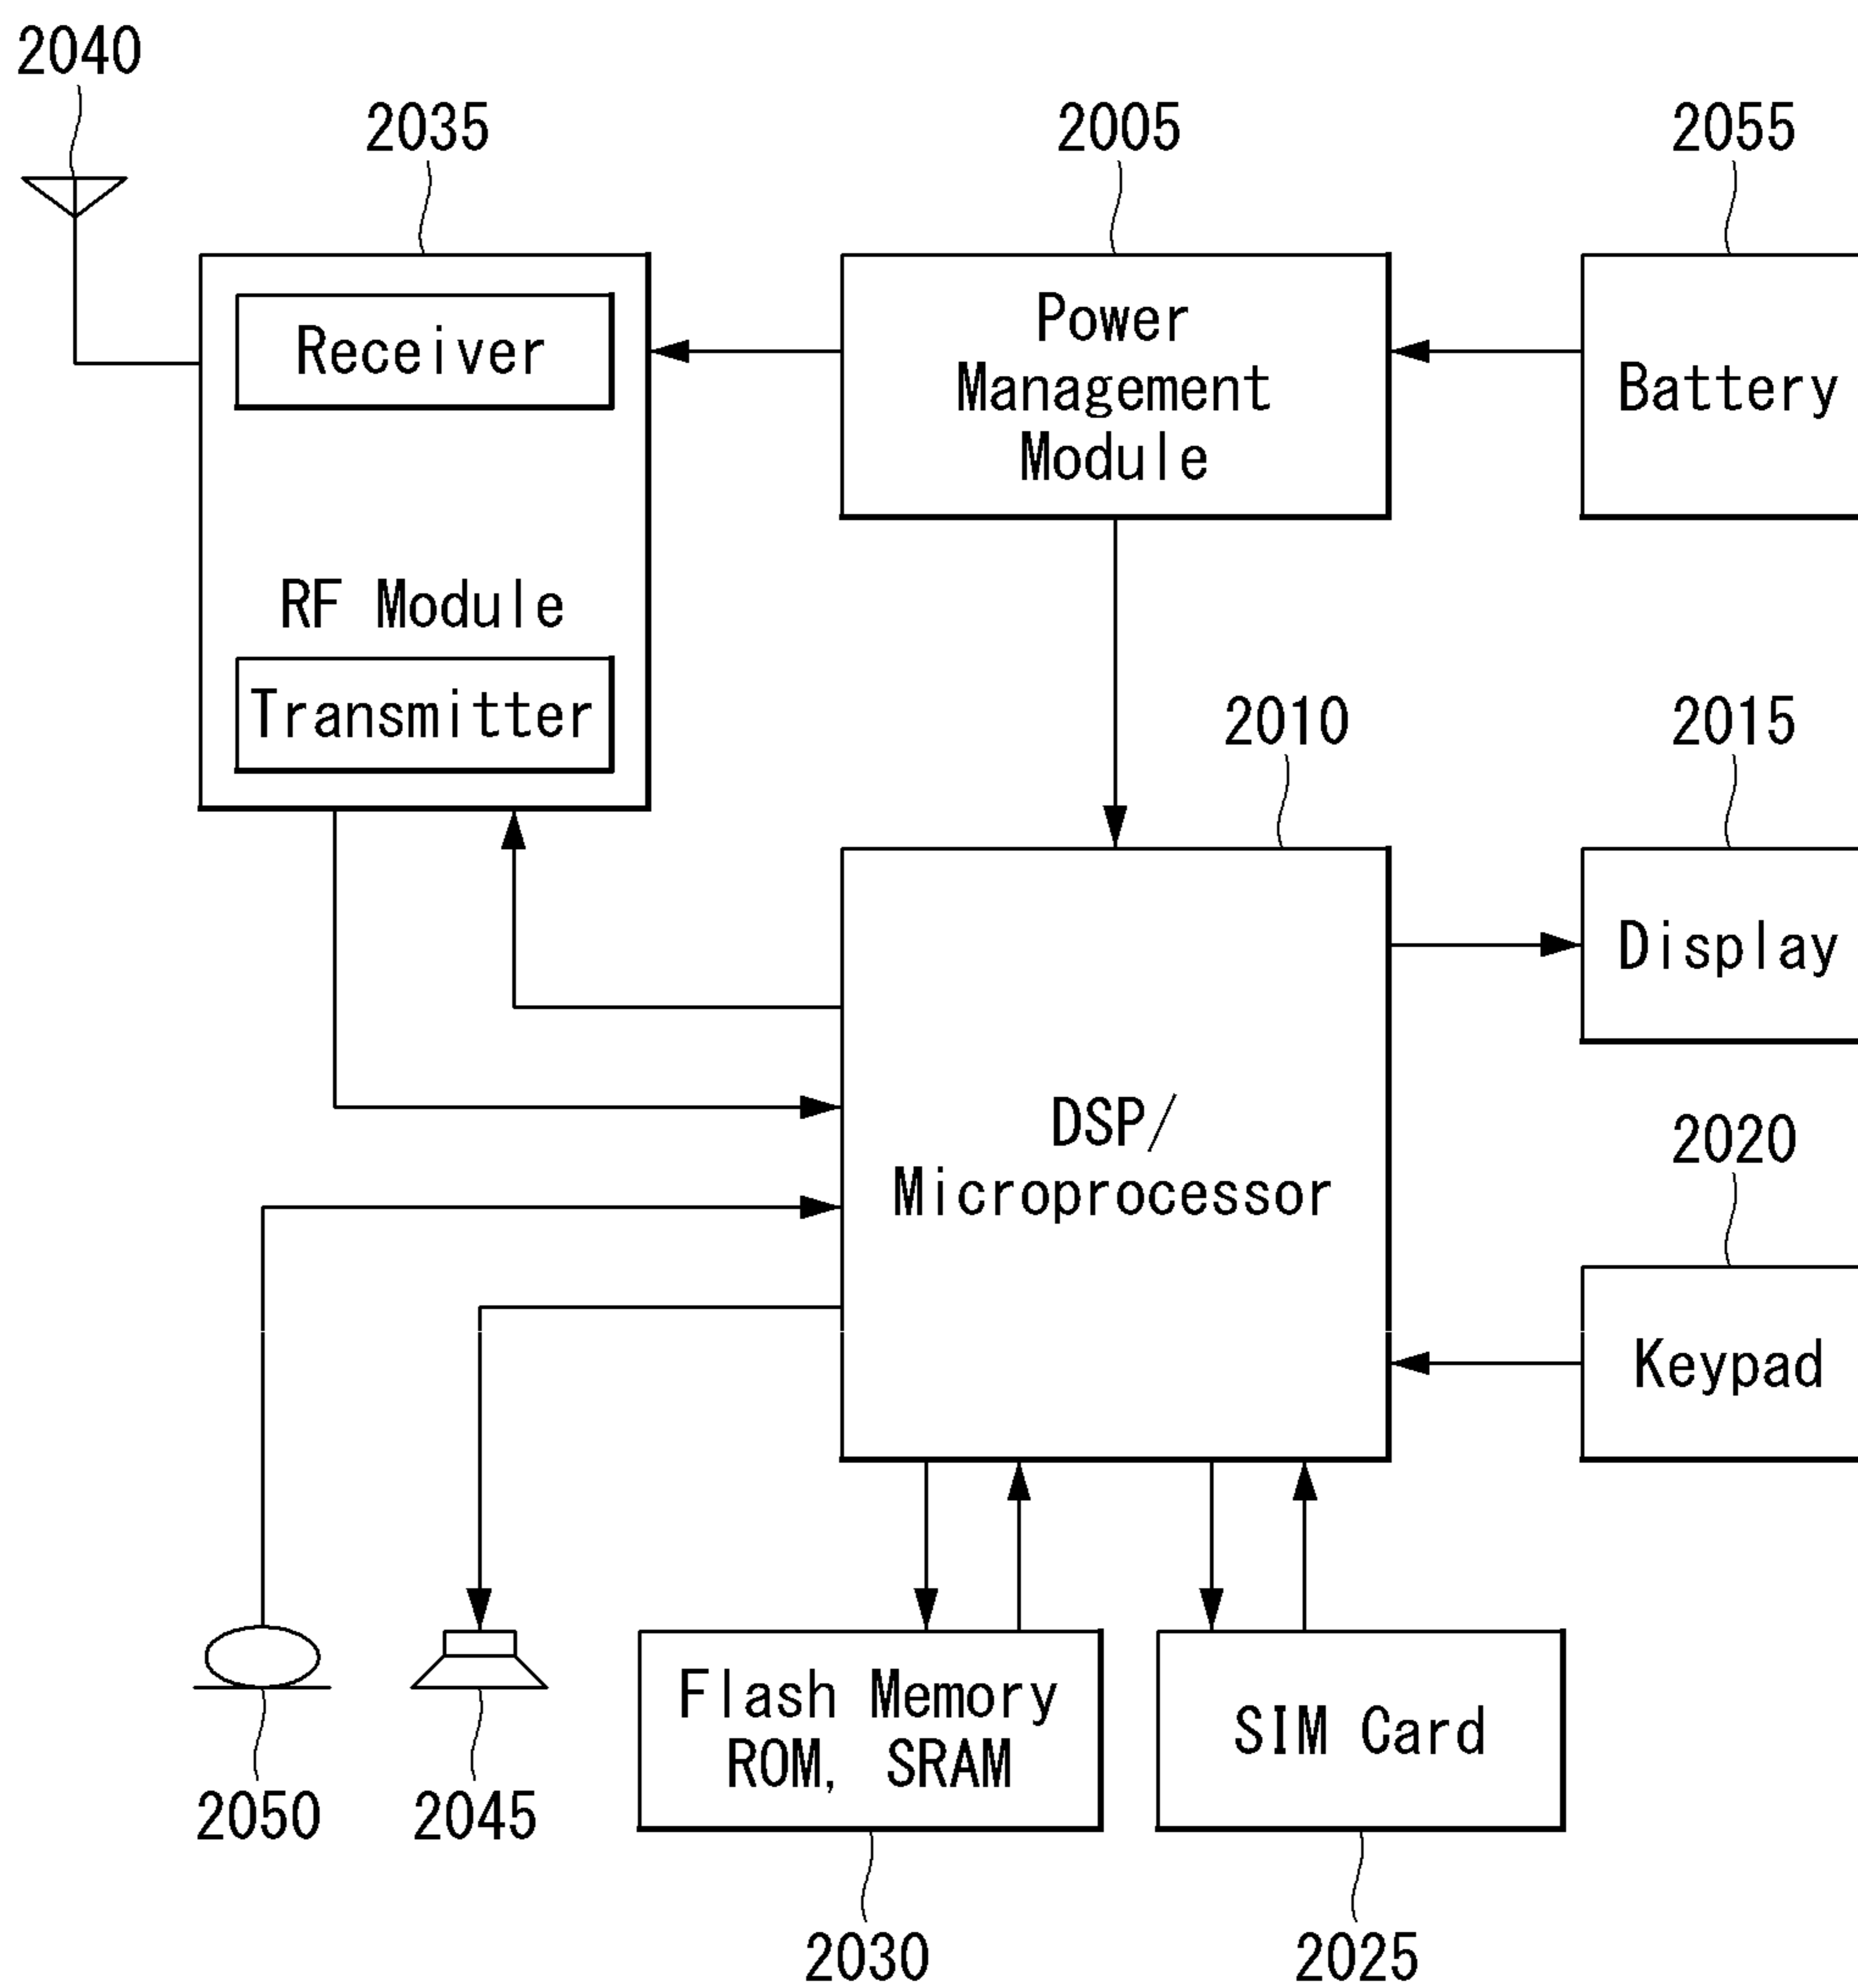 2040
2035
2005
2055
Receiver
RF Module
Transmitter
Power
Management
Module
Battery
2010
2015
DSP/
Microprocessor
Display
2020
Keypad
Flash Memory
ROM, SRAM
SIM Card
2050
2045
2030
2025